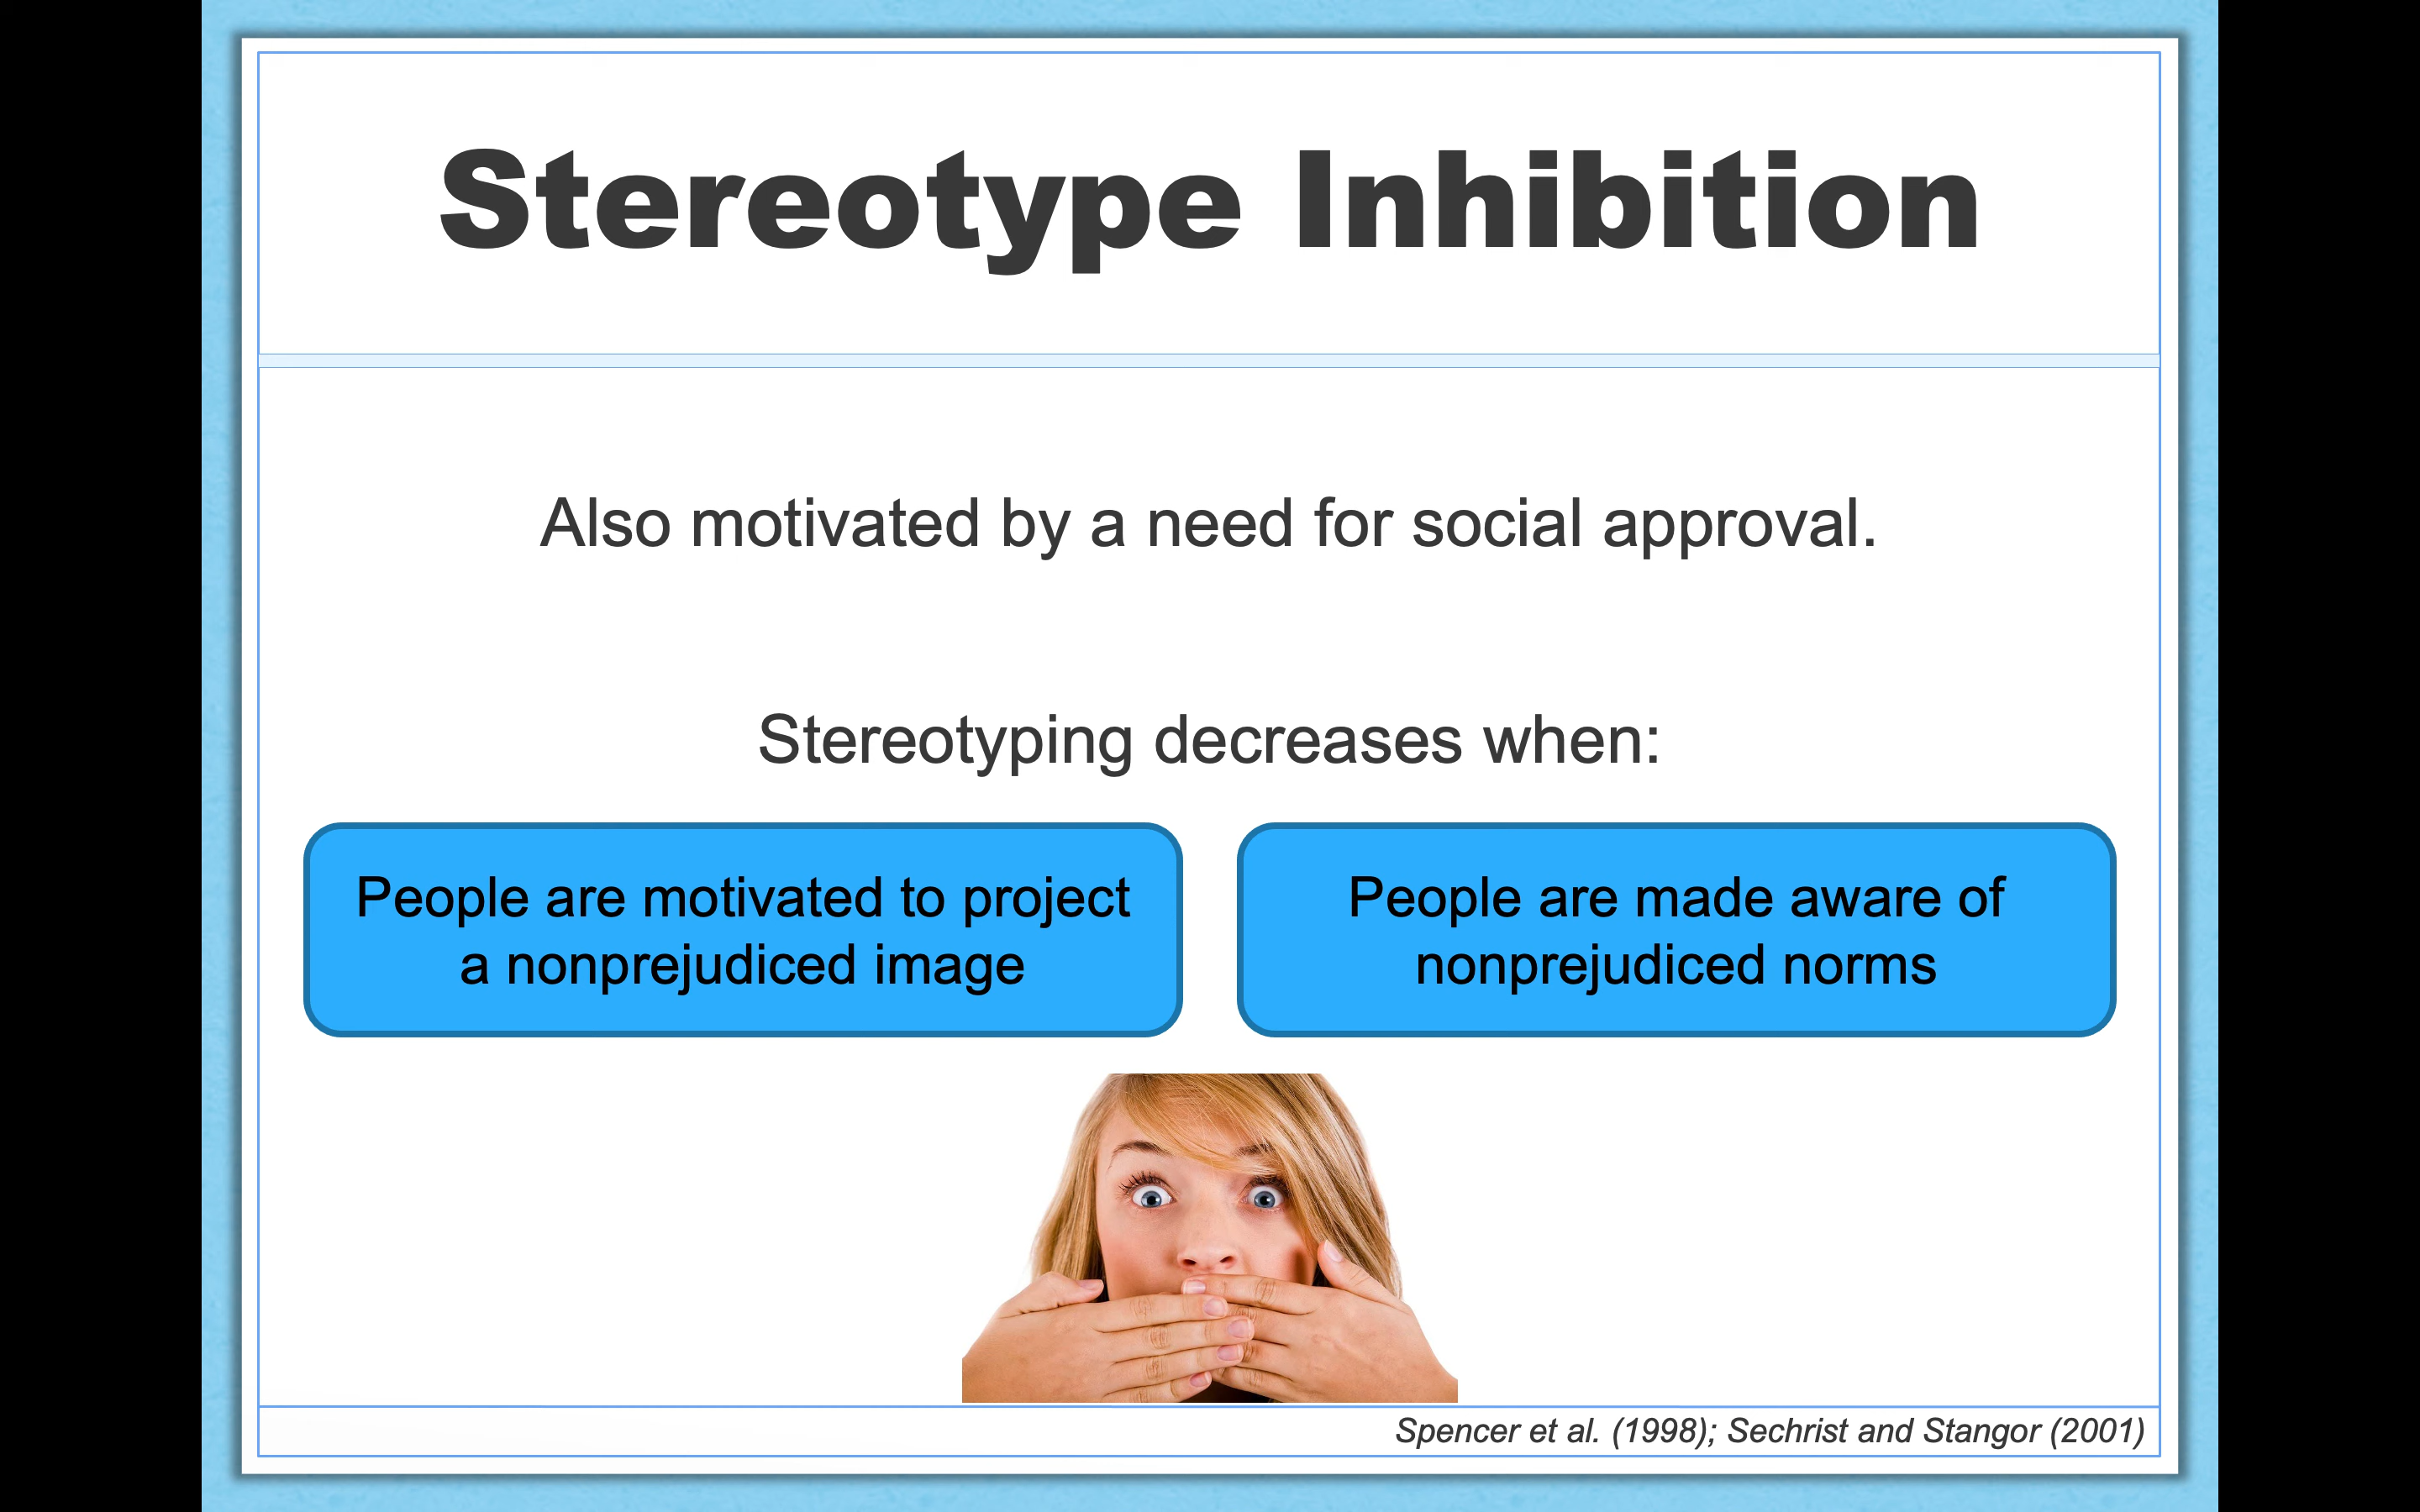 Stereotype Inhibition
Also motivated by a need for social approval.
Stereotyping decreases when:
People are motivated to project
a nonprejudiced image
People are made aware of
nonprejudiced norms
Spencer et al. (1998); Sechrist and Stangor (2001)